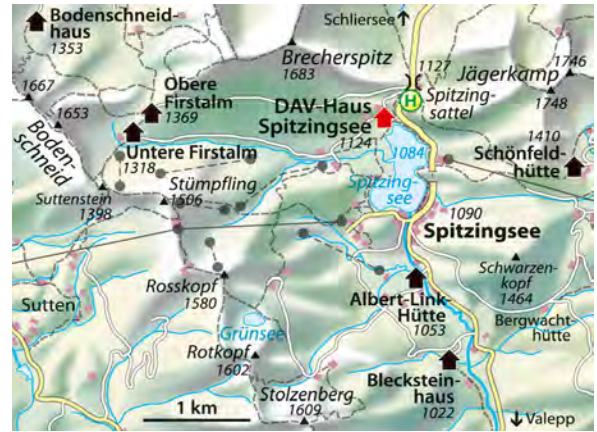 Bodenschneid-
haus
1353
Schliersee
Brecherspitz
1683
1127
1746
Jägerkamp
1748
1667
1653
Obere
Firstalm
1369
H
Spitzing-
sattel
DAV-Haus
Spitzingsee
1124
1410
Boden-
schneid
Untere Firstalm
1318
1084
Schönfeld-
hütte
Stümpfling
1506
Spitzing-
see
Suttenstein
1398
1090
Spitzingsee
Schwarzen-
kopf
1464
Rosskopf
1580
Sutten
Albert-Link-
Hütte
1053
Bergwacht-
hütte
Grünsee
Rotkopf
1602
Blecksteinhaus
1022
Stolzenberg
1609
1 km
Valepp